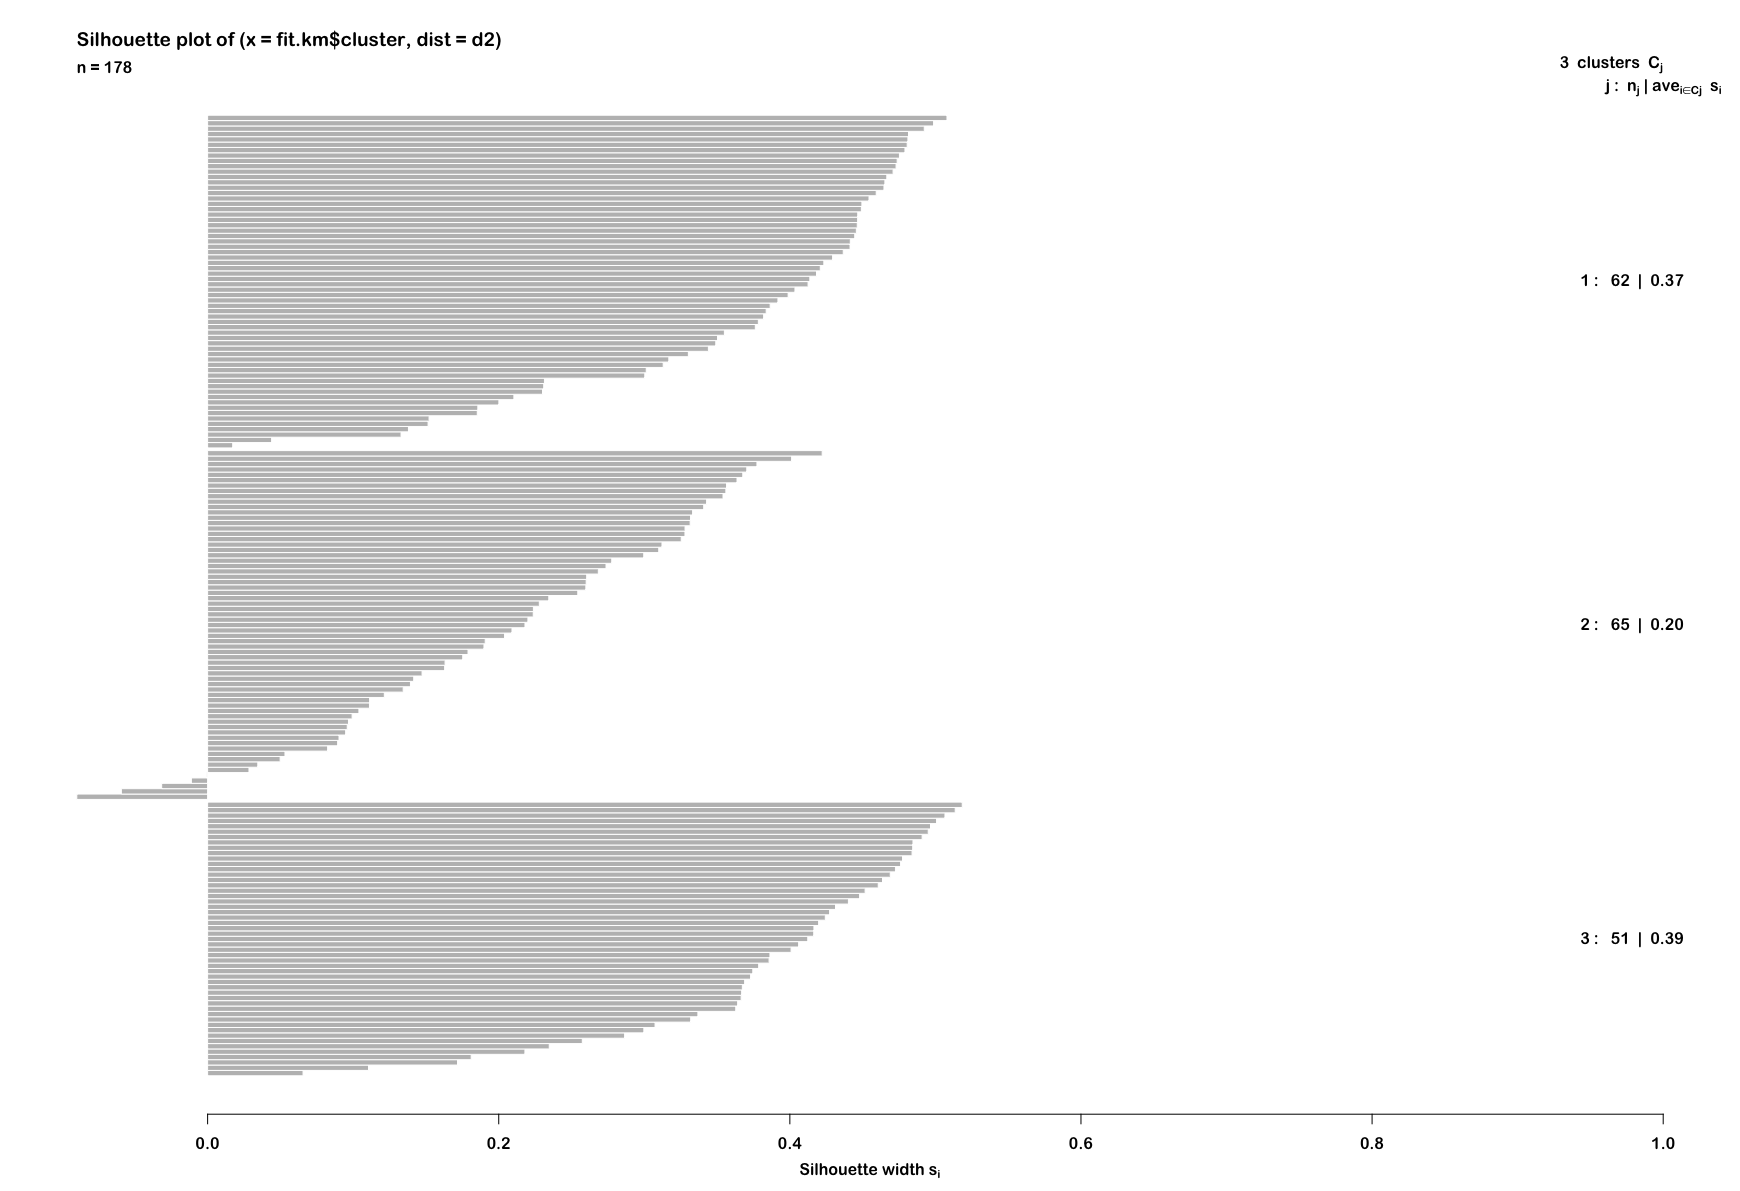 Silhouette plot of (x = fit.km$cluster, dist = d2)
n = 178
3 clusters Cj
j : nj | avei∈Cj si
1 : 62 | 0.37
2 : 65 | 0.20
3 : 51 | 0.39
0.0 0.2 0.4 0.6 0.8 1.0
Silhouette width si